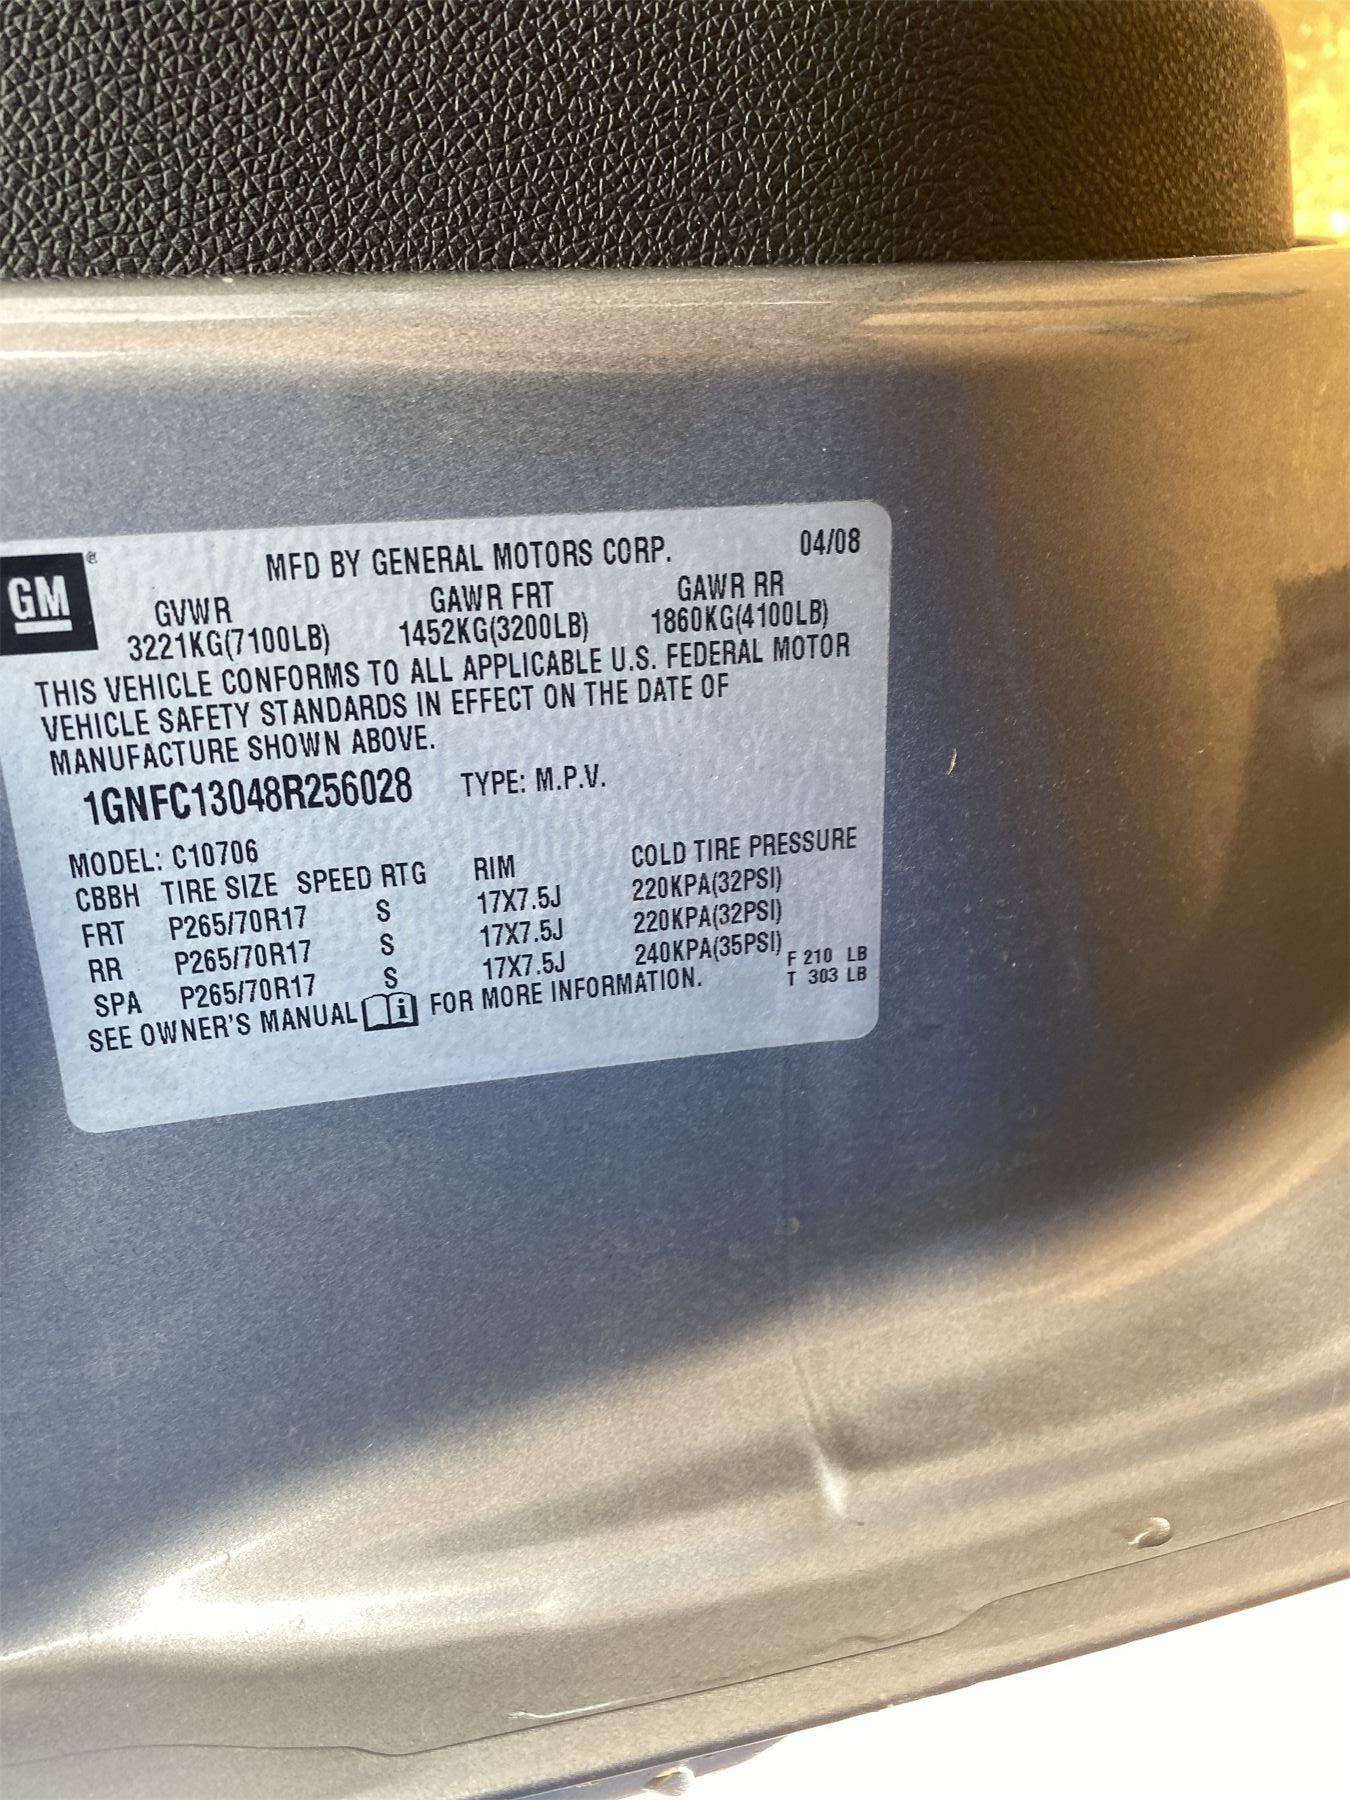 GM®
MFD BY GENERAL MOTORS CORP. 04/08
GVWR GAWR FRT GAWR RR
3221KG(7100LB) 1452KG(3200LB) 1860KG(4100LB)
THIS VEHICLE CONFORMS TO ALL APPLICABLE U.S. FEDERAL MOTOR
VEHICLE SAFETY STANDARDS IN EFFECT ON THE DATE OF
MANUFACTURE SHOWN ABOVE.
1GNFC13048R256028 TYPE: M.P.V.
MODEL: C10706
CBBH TIRE SIZE SPEED RTG RIM COLD TIRE PRESSURE
FRT P265/70R17 S 17X7.5J 220KPA(32PSI)
RR P265/70R17 S 17X7.5J 220KPA(32PSI)
SPA P265/70R17 S 17X7.5J 240KPA(35PSI)
SEE OWNER'S MANUAL i FOR MORE INFORMATION.
F 210 LB
T 303 LB